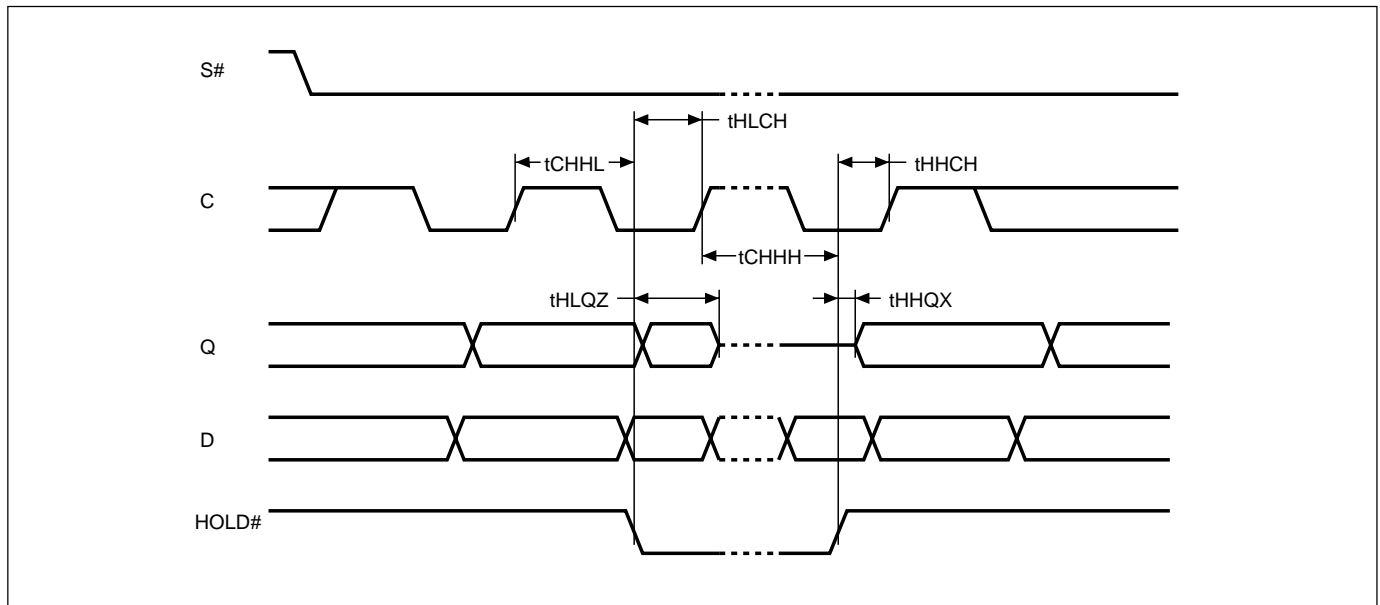 S#
tHLCH
tCHHL
tHHCH
C
tCHHH
tHLQZ
tHHQX
Q
D
HOLD#